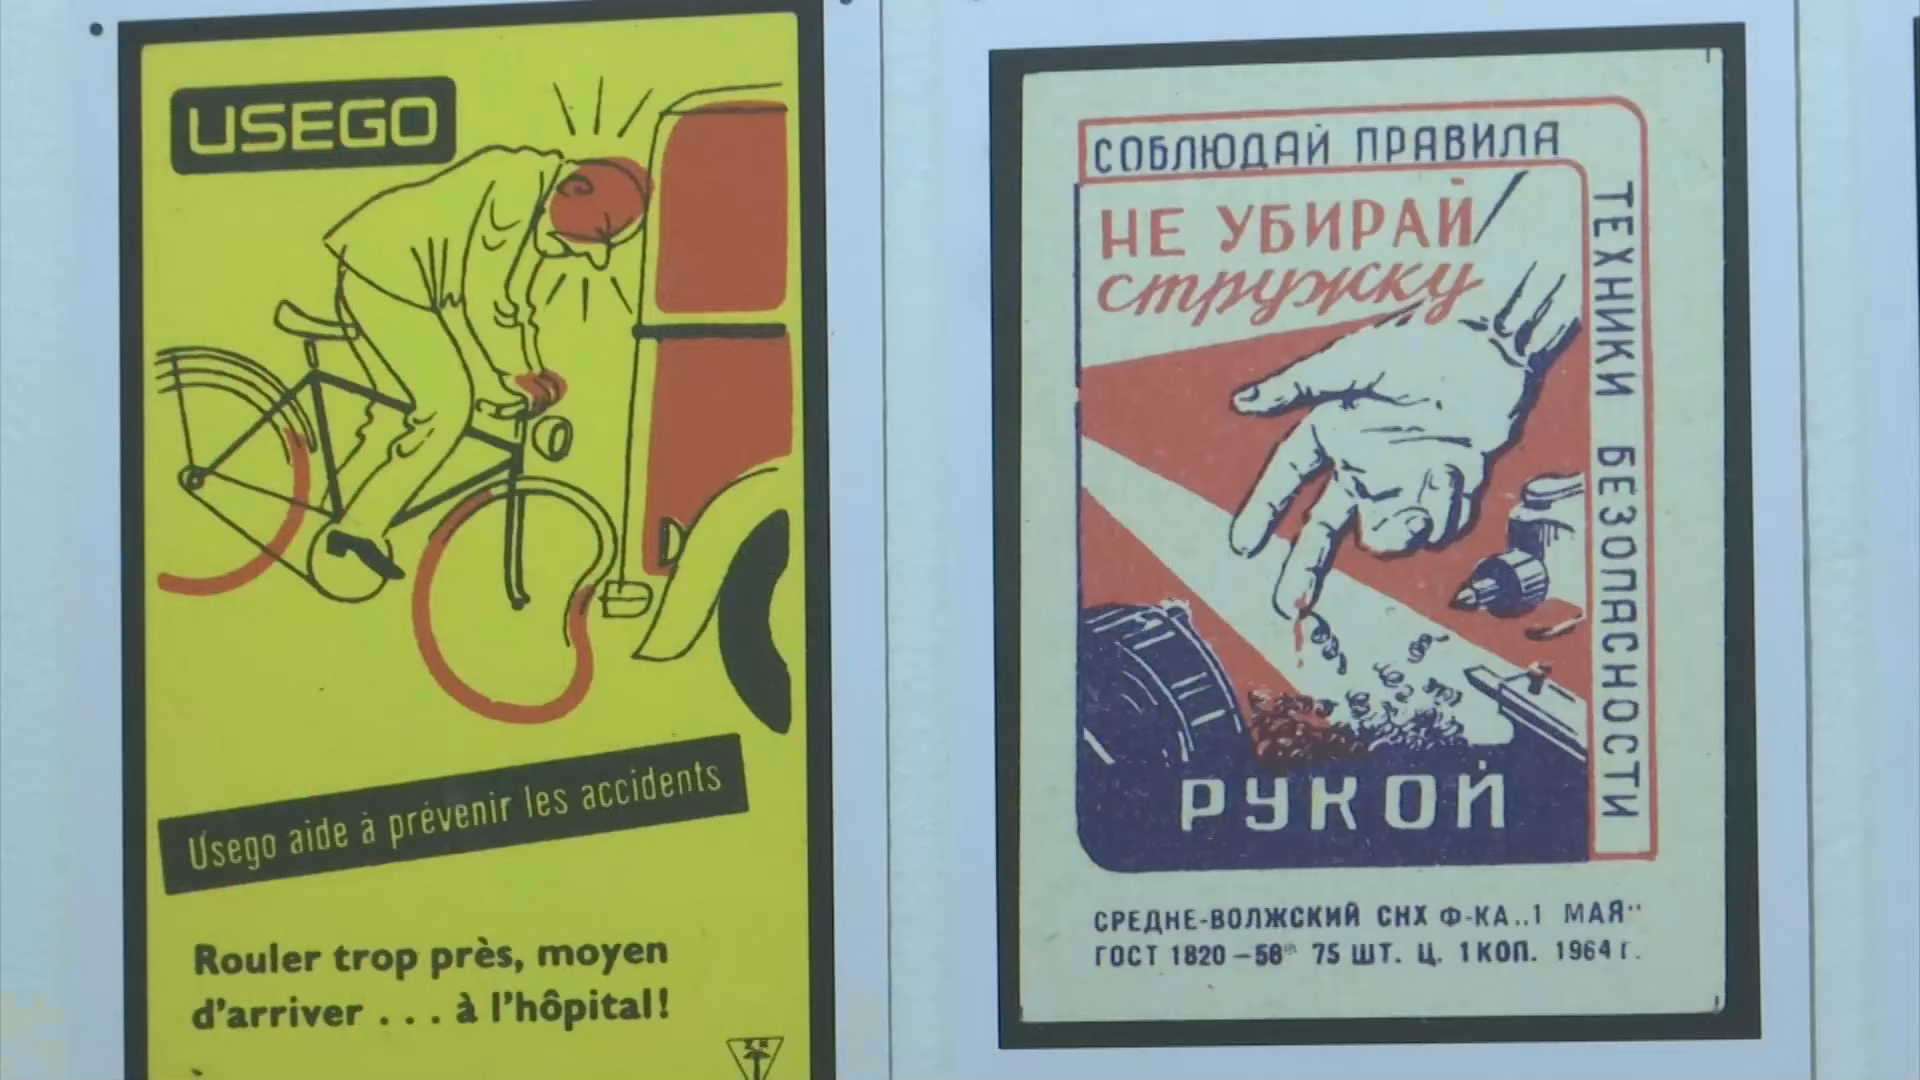 USEGO
Usego aide à prévenir les accidents
Rouler trop près, moyen
d'arriver . . . à l'hôpital!
СОБЛЮДАЙ ПРАВИЛА
ТЕХНИКИ БЕЗОПАСНОСТИ
НЕ УБИРАЙ
стружку
РУКОЙ
СРЕДНЕ-ВОЛЖСКИЙ СНХ Ф-КА „1 МАЯ"
ГОСТ 1820-58 75 ШТ. Ц. 1 КОП. 1964 г.